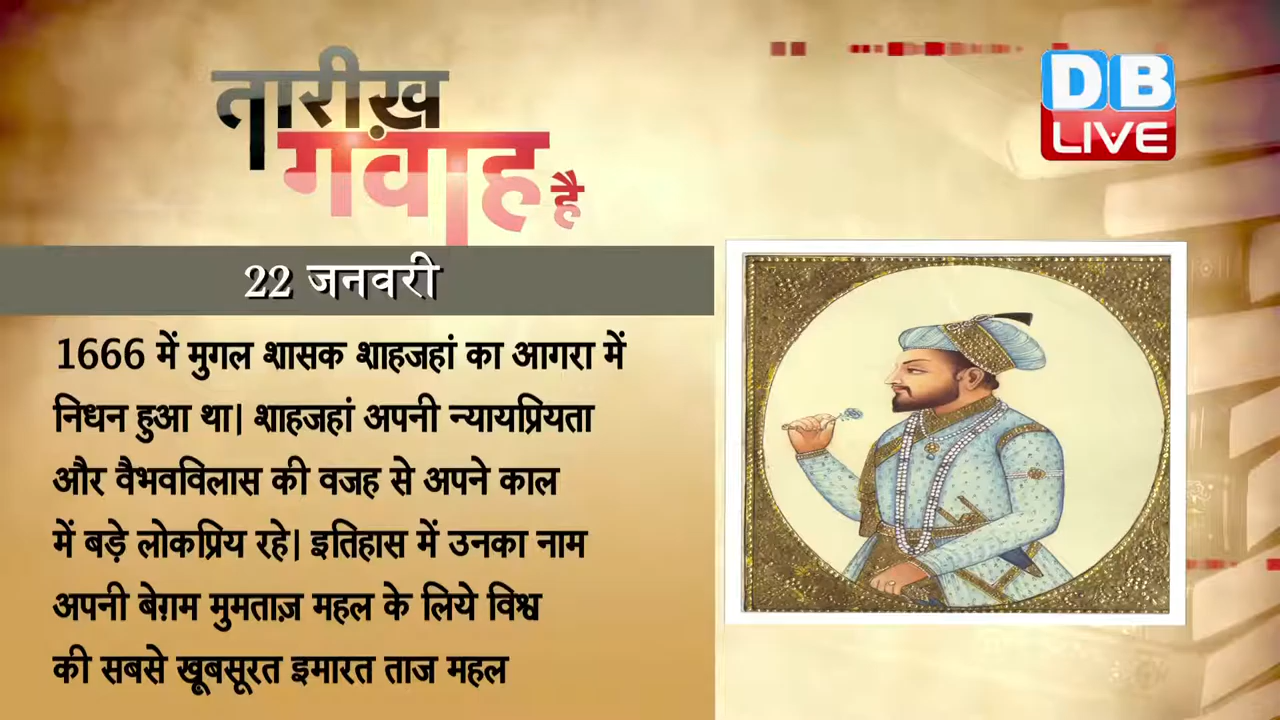 तारीख़
गवाह है
DB
LIVE
22 जनवरी
1666 में मुगल शासक शाहजहां का आगरा में
निधन हुआ था। शाहजहां अपनी न्यायप्रियता
और वैभवविलास की वजह से अपने काल
में बड़े लोकप्रिय रहे। इतिहास में उनका नाम
अपनी बेग़म मुमताज़ महल के लिये विश्व
की सबसे खूबसूरत इमारत ताज महल